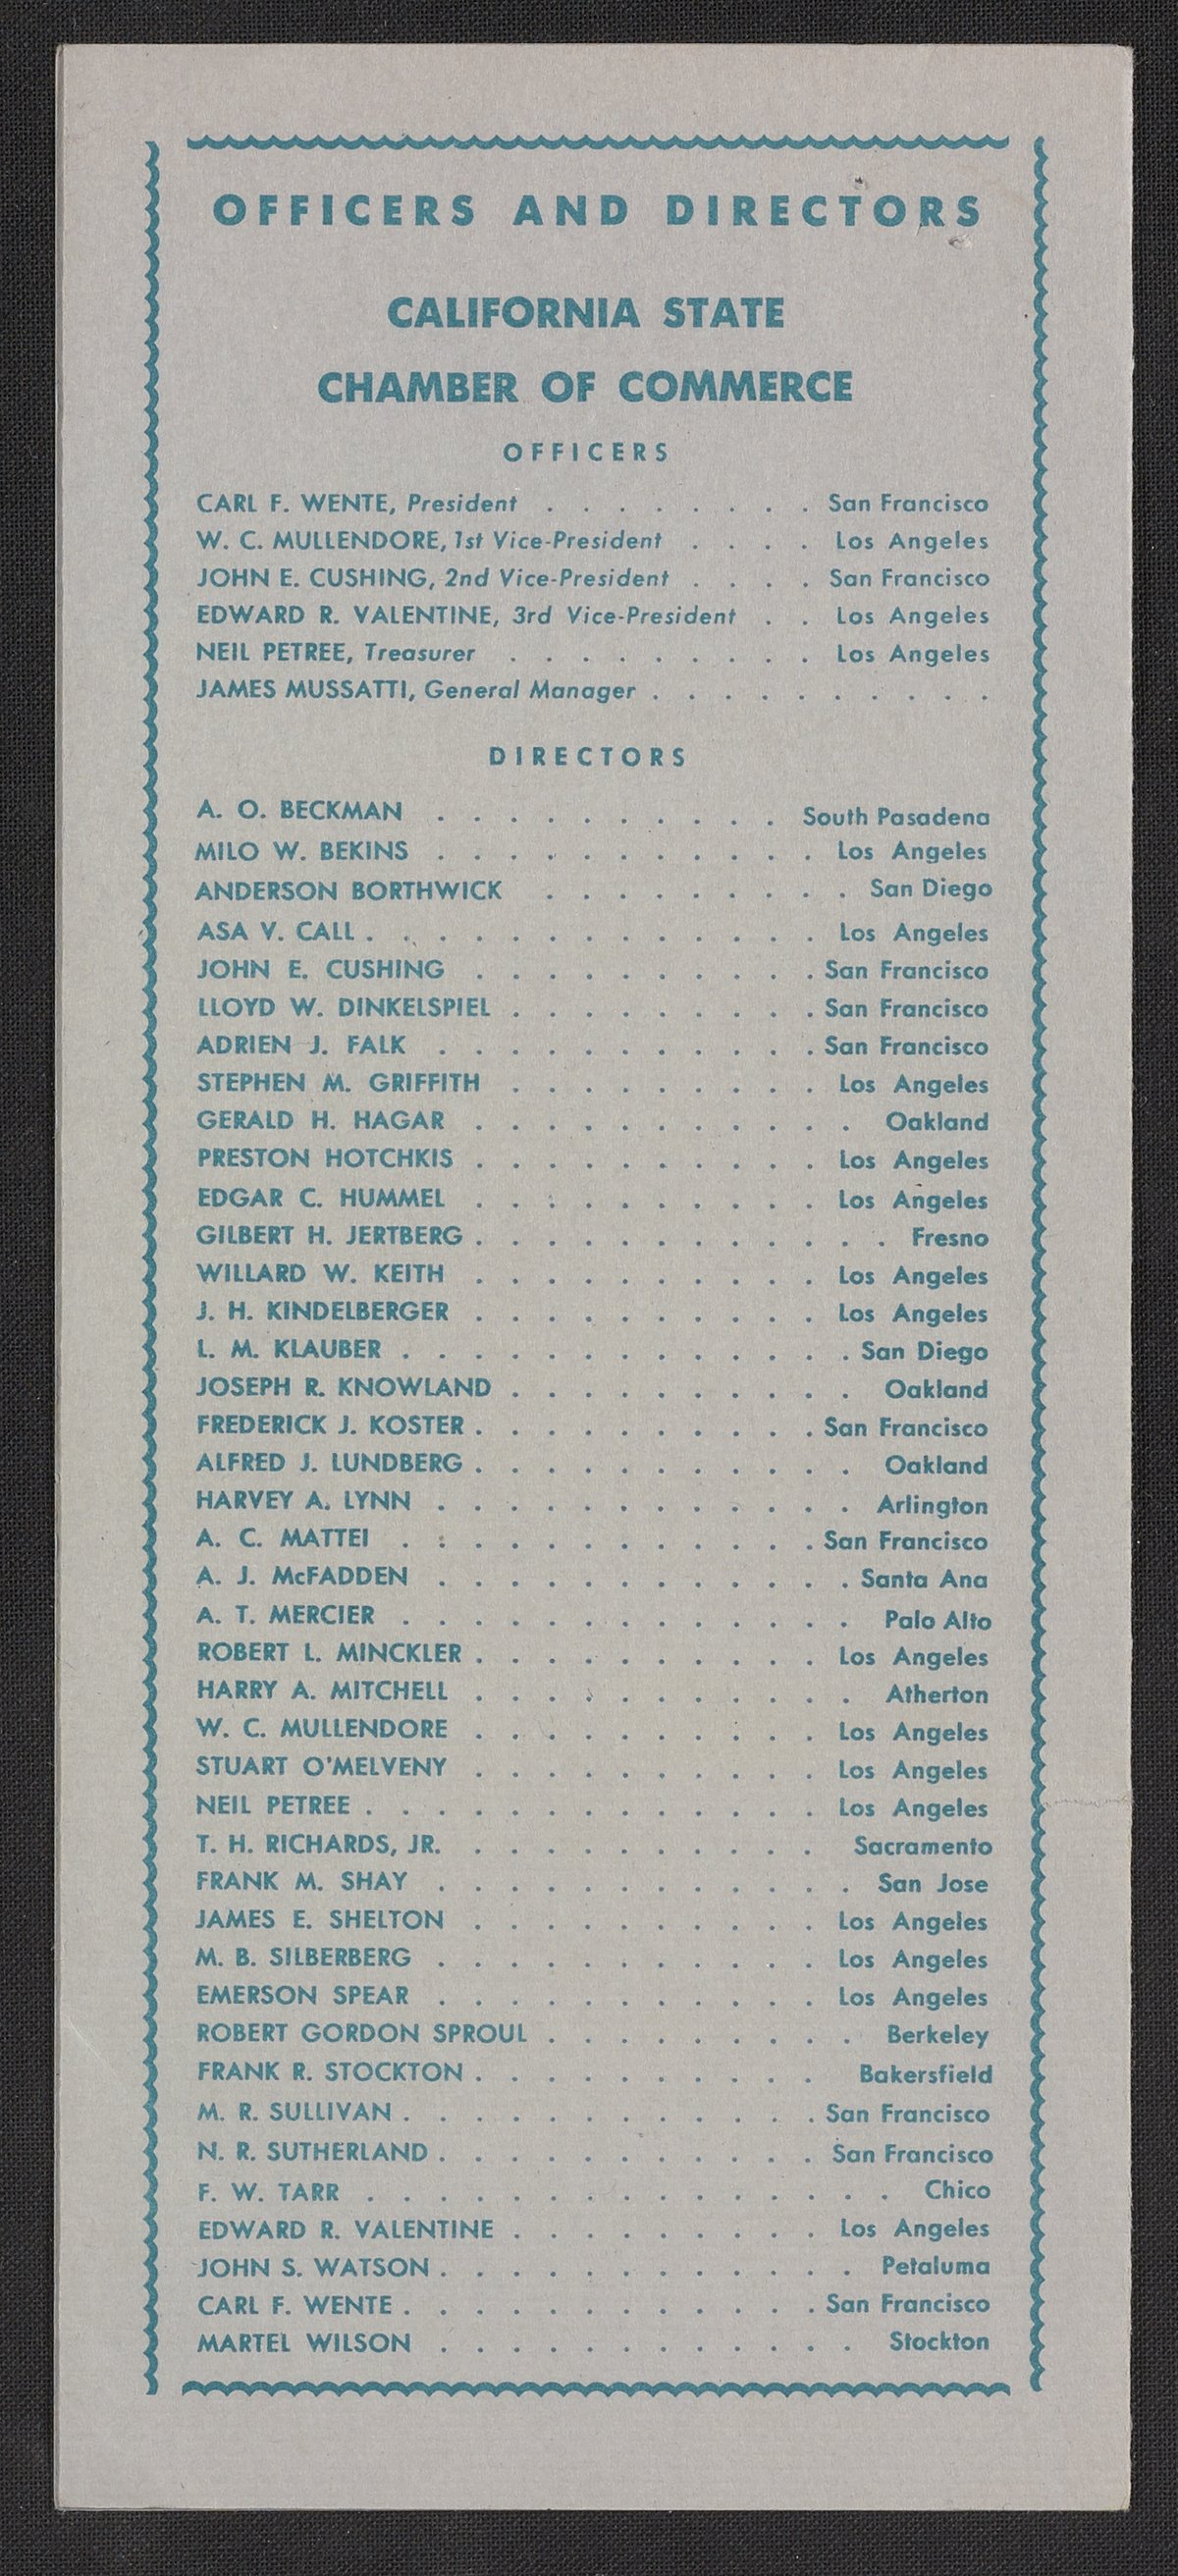 OFFICERS AND DIRECTORS
CALIFORNIA STATE
CHAMBER OF COMMERCE
OFFICERS
CARL F. WENTE, President . . . . . . . . San Francisco
W. C. MULLENDORE, 1st Vice-President . . . . Los Angeles
JOHN E. CUSHING, 2nd Vice-President . . . . San Francisco
EDWARD R. VALENTINE, 3rd Vice-President . . Los Angeles
NEIL PETREE, Treasurer . . . . . . . . . Los Angeles
JAMES MUSSATTI, General Manager . . . . . . . . . .
DIRECTORS
A. O. BECKMAN . . . . . . . . . . South Pasadena
MILO W. BEKINS . . . . . . . . . . . Los Angeles
ANDERSON BORTHWICK . . . . . . . . . San Diego
ASA V. CALL . . . . . . . . . . . . . Los Angeles
JOHN E. CUSHING . . . . . . . . . . San Francisco
LLOYD W. DINKELSPIEL . . . . . . . . . San Francisco
ADRIEN J. FALK . . . . . . . . . . . San Francisco
STEPHEN M. GRIFFITH . . . . . . . . . Los Angeles
GERALD H. HAGAR . . . . . . . . . . . Oakland
PRESTON HOTCHKIS . . . . . . . . . . Los Angeles
EDGAR C. HUMMEL . . . . . . . . . . Los Angeles
GILBERT H. JERTBERG . . . . . . . . . . . . Fresno
WILLARD W. KEITH . . . . . . . . . . Los Angeles
J. H. KINDELBERGER . . . . . . . . . . Los Angeles
L. M. KLAUBER . . . . . . . . . . . . . San Diego
JOSEPH R. KNOWLAND . . . . . . . . . . Oakland
FREDERICK J. KOSTER . . . . . . . . . . San Francisco
ALFRED J. LUNDBERG . . . . . . . . . . . Oakland
HARVEY A. LYNN . . . . . . . . . . . . Arlington
A. C. MATTEI . . . . . . . . . . . . San Francisco
A. J. McFADDEN . . . . . . . . . . . . Santa Ana
A. T. MERCIER . . . . . . . . . . . . . Palo Alto
ROBERT L. MINCKLER . . . . . . . . . . Los Angeles
HARRY A. MITCHELL . . . . . . . . . . . Atherton
W. C. MULLENDORE . . . . . . . . . . Los Angeles
STUART O'MELVENY . . . . . . . . . . Los Angeles
NEIL PETREE . . . . . . . . . . . . . Los Angeles
T. H. RICHARDS, JR. . . . . . . . . . . Sacramento
FRANK M. SHAY . . . . . . . . . . . . San Jose
JAMES E. SHELTON . . . . . . . . . . Los Angeles
M. B. SILBERBERG . . . . . . . . . . . Los Angeles
EMERSON SPEAR . . . . . . . . . . . Los Angeles
ROBERT GORDON SPROUL . . . . . . . . . Berkeley
FRANK R. STOCKTON . . . . . . . . . . Bakersfield
M. R. SULLIVAN . . . . . . . . . . . . San Francisco
N. R. SUTHERLAND . . . . . . . . . . . San Francisco
F. W. TARR . . . . . . . . . . . . . . . Chico
EDWARD R. VALENTINE . . . . . . . . . Los Angeles
JOHN S. WATSON . . . . . . . . . . . . Petaluma
CARL F. WENTE . . . . . . . . . . . . San Francisco
MARTEL WILSON . . . . . . . . . . . . Stockton